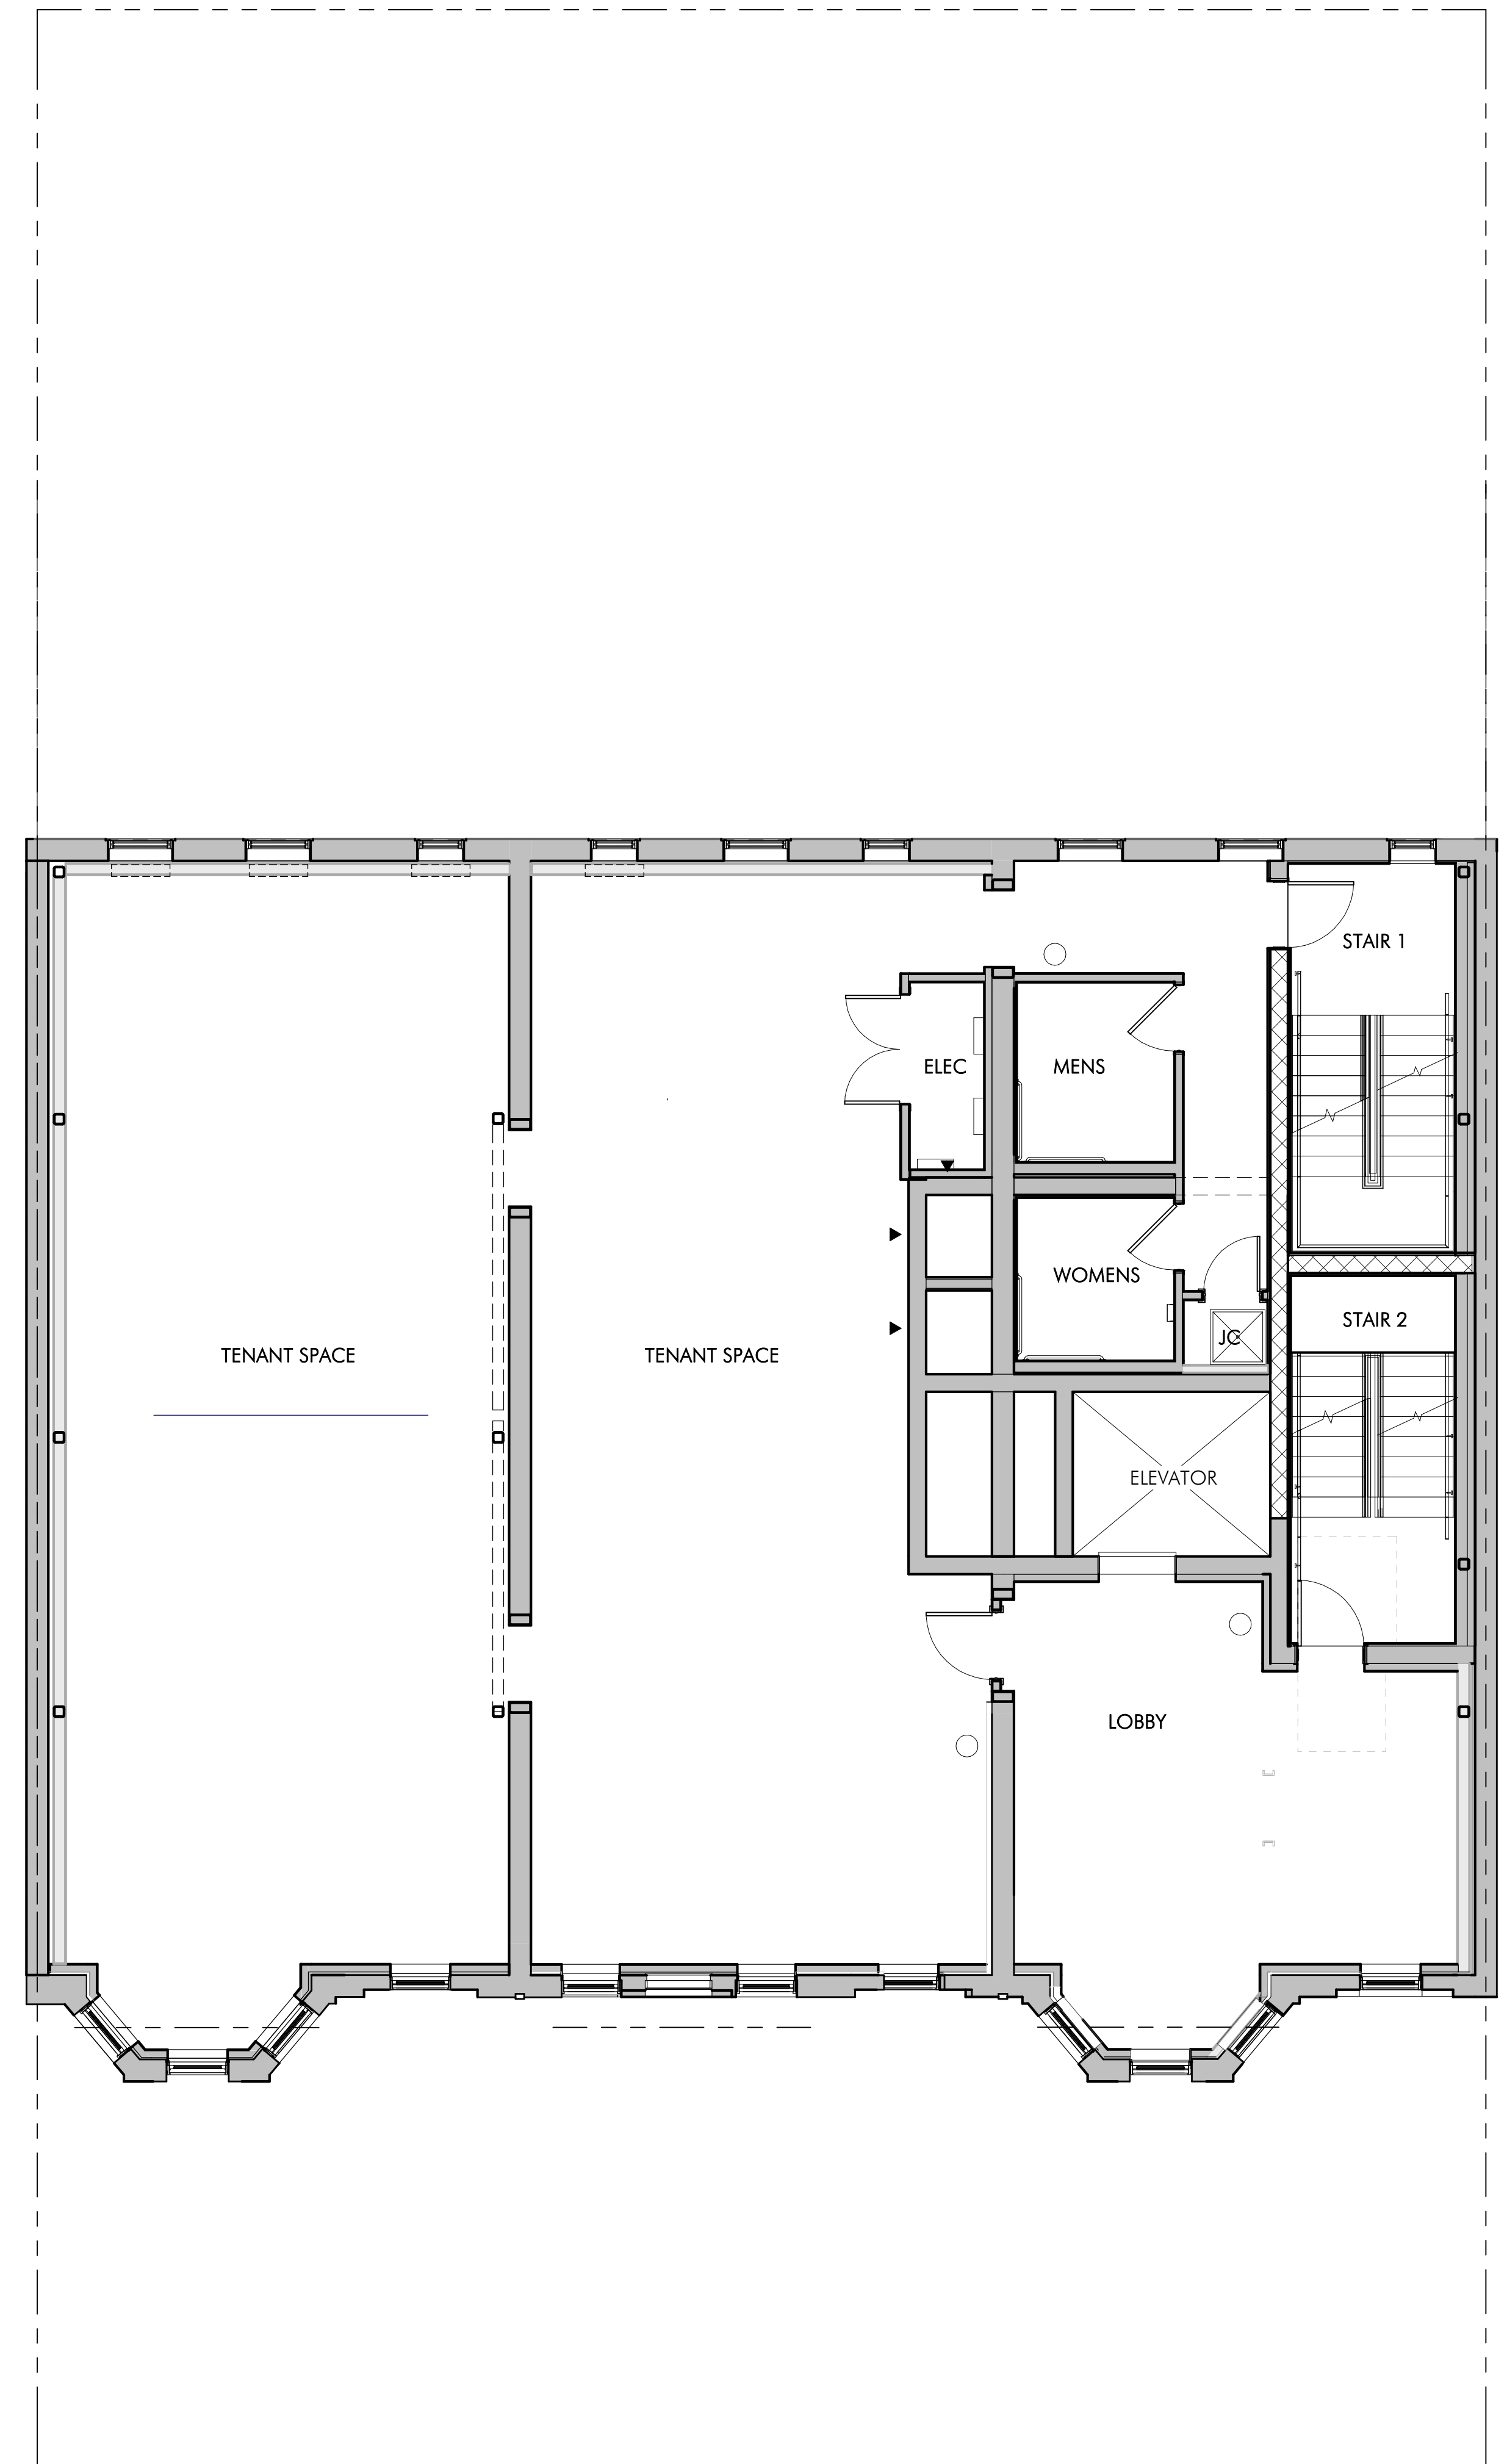 STAIR 1
ELEC
MENS
WOMENS
STAIR 2
JC
TENANT SPACE
TENANT SPACE
ELEVATOR
LOBBY